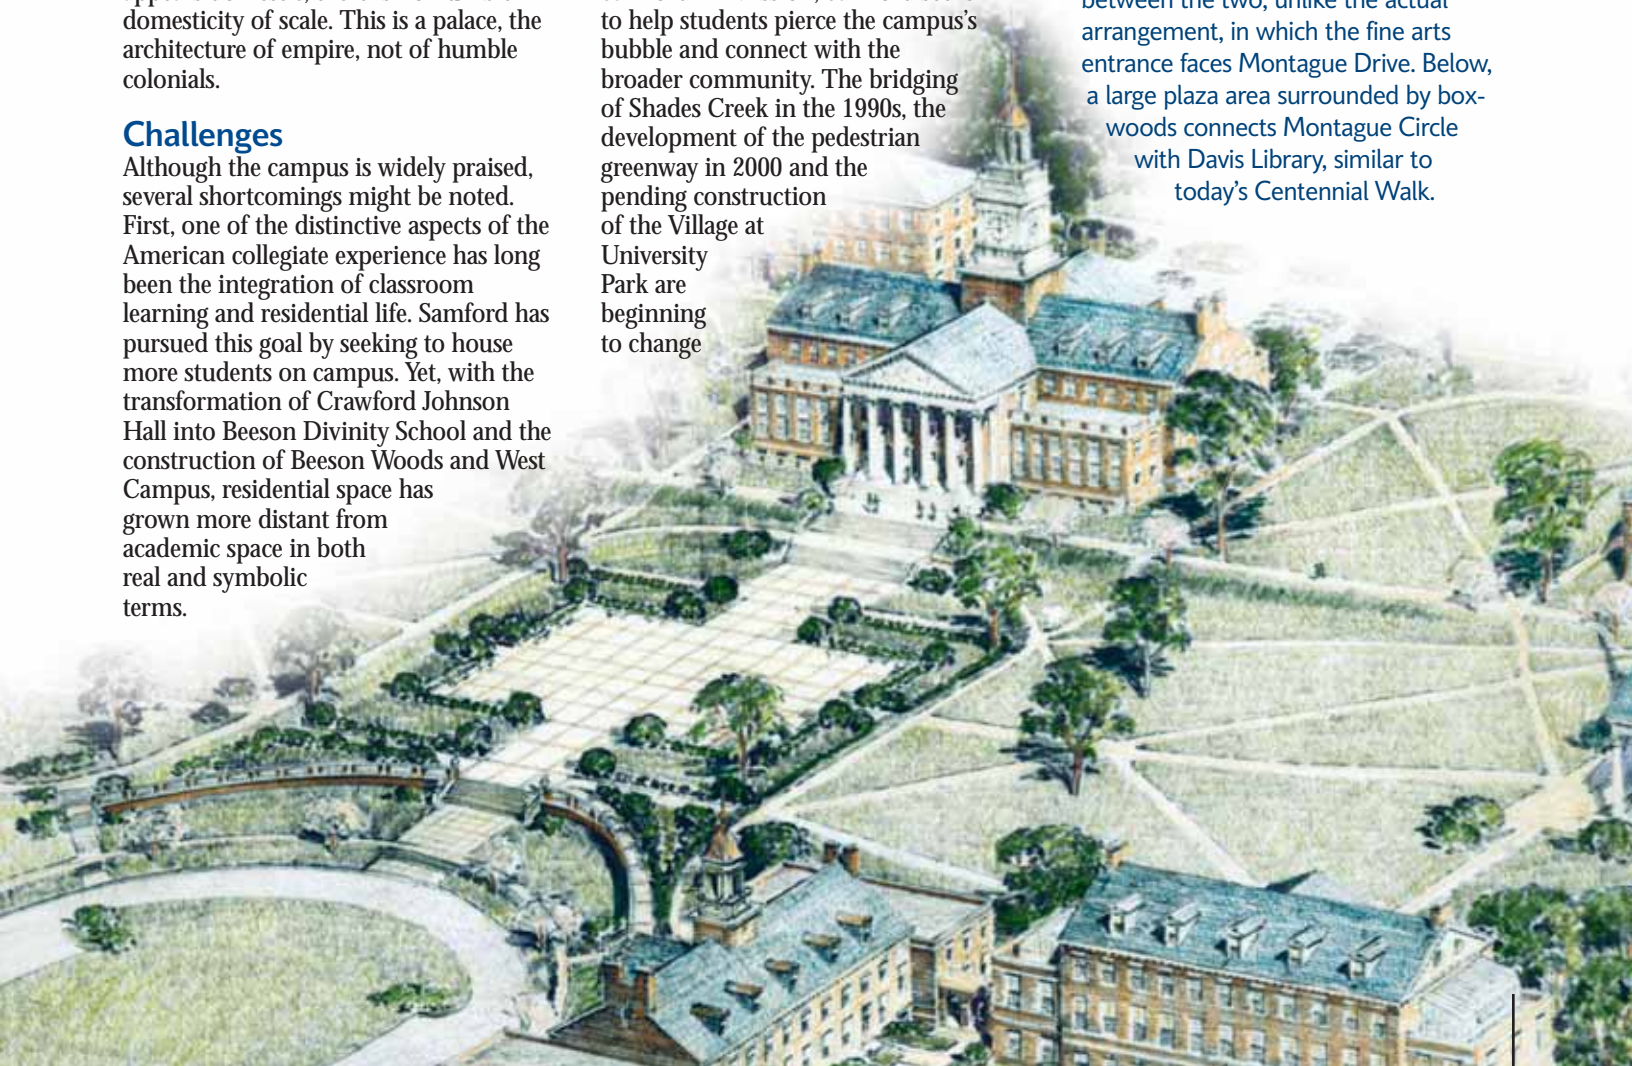 domesticity of scale. This is a palace, the
architecture of empire, not of humble
colonials.
Challenges
Although the campus is widely praised,
several shortcomings might be noted.
First, one of the distinctive aspects of the
American collegiate experience has long
been the integration of classroom
learning and residential life. Samford has
pursued this goal by seeking to house
more students on campus. Yet, with the
transformation of Crawford Johnson
Hall into Beeson Divinity School and the
construction of Beeson Woods and West
Campus, residential space has
grown more distant from
academic space in both
real and symbolic
terms.
to help students pierce the campus’s
bubble and connect with the
broader community. The bridging
of Shades Creek in the 1990s, the
development of the pedestrian
greenway in 2000 and the
pending construction
of the Village at
University
Park are
beginning
to change
between the two, unlike the actual
arrangement, in which the fine arts
entrance faces Montague Drive. Below,
a large plaza area surrounded by box-
woods connects Montague Circle
with Davis Library, similar to
today’s Centennial Walk.